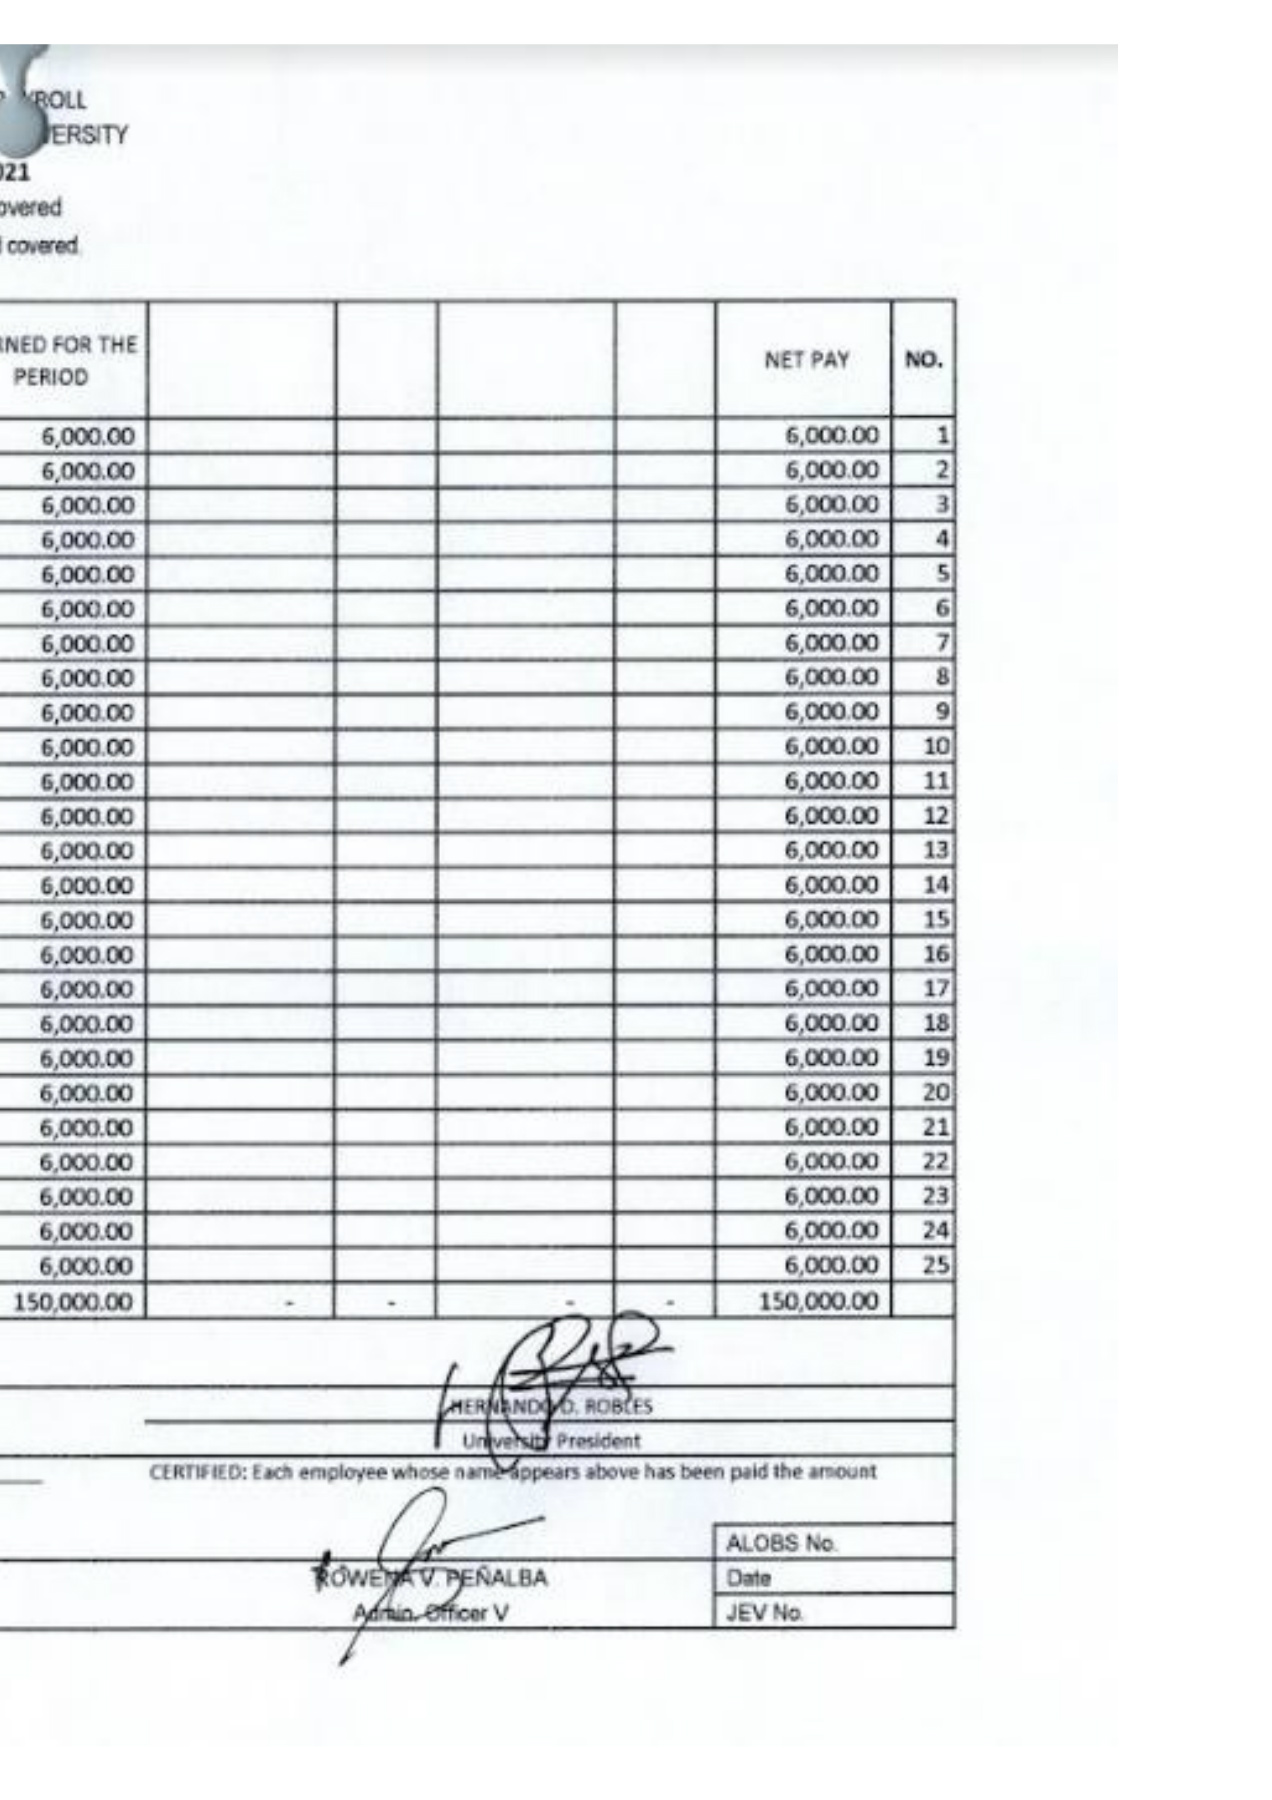 YROLL
VERSITY
021
overed
covered
RNED FOR THE PERIOD NET PAY NO.
6,000.00 6,000.00 1
6,000.00 6,000.00 2
6,000.00 6,000.00 3
6,000.00 6,000.00 4
6,000.00 6,000.00 5
6,000.00 6,000.00 6
6,000.00 6,000.00 7
6,000.00 6,000.00 8
6,000.00 6,000.00 9
6,000.00 6,000.00 10
6,000.00 6,000.00 11
6,000.00 6,000.00 12
6,000.00 6,000.00 13
6,000.00 6,000.00 14
6,000.00 6,000.00 15
6,000.00 6,000.00 16
6,000.00 6,000.00 17
6,000.00 6,000.00 18
6,000.00 6,000.00 19
6,000.00 6,000.00 20
6,000.00 6,000.00 21
6,000.00 6,000.00 22
6,000.00 6,000.00 23
6,000.00 6,000.00 24
6,000.00 6,000.00 25
150,000.00 - - - - 150,000.00
HERNANDO D. ROBLES
University President
CERTIFIED: Each employee whose name appears above has been paid the amount
ALOBS No.
ROWENA V. PEÑALBA Date
Admin. Officer V JEV No.